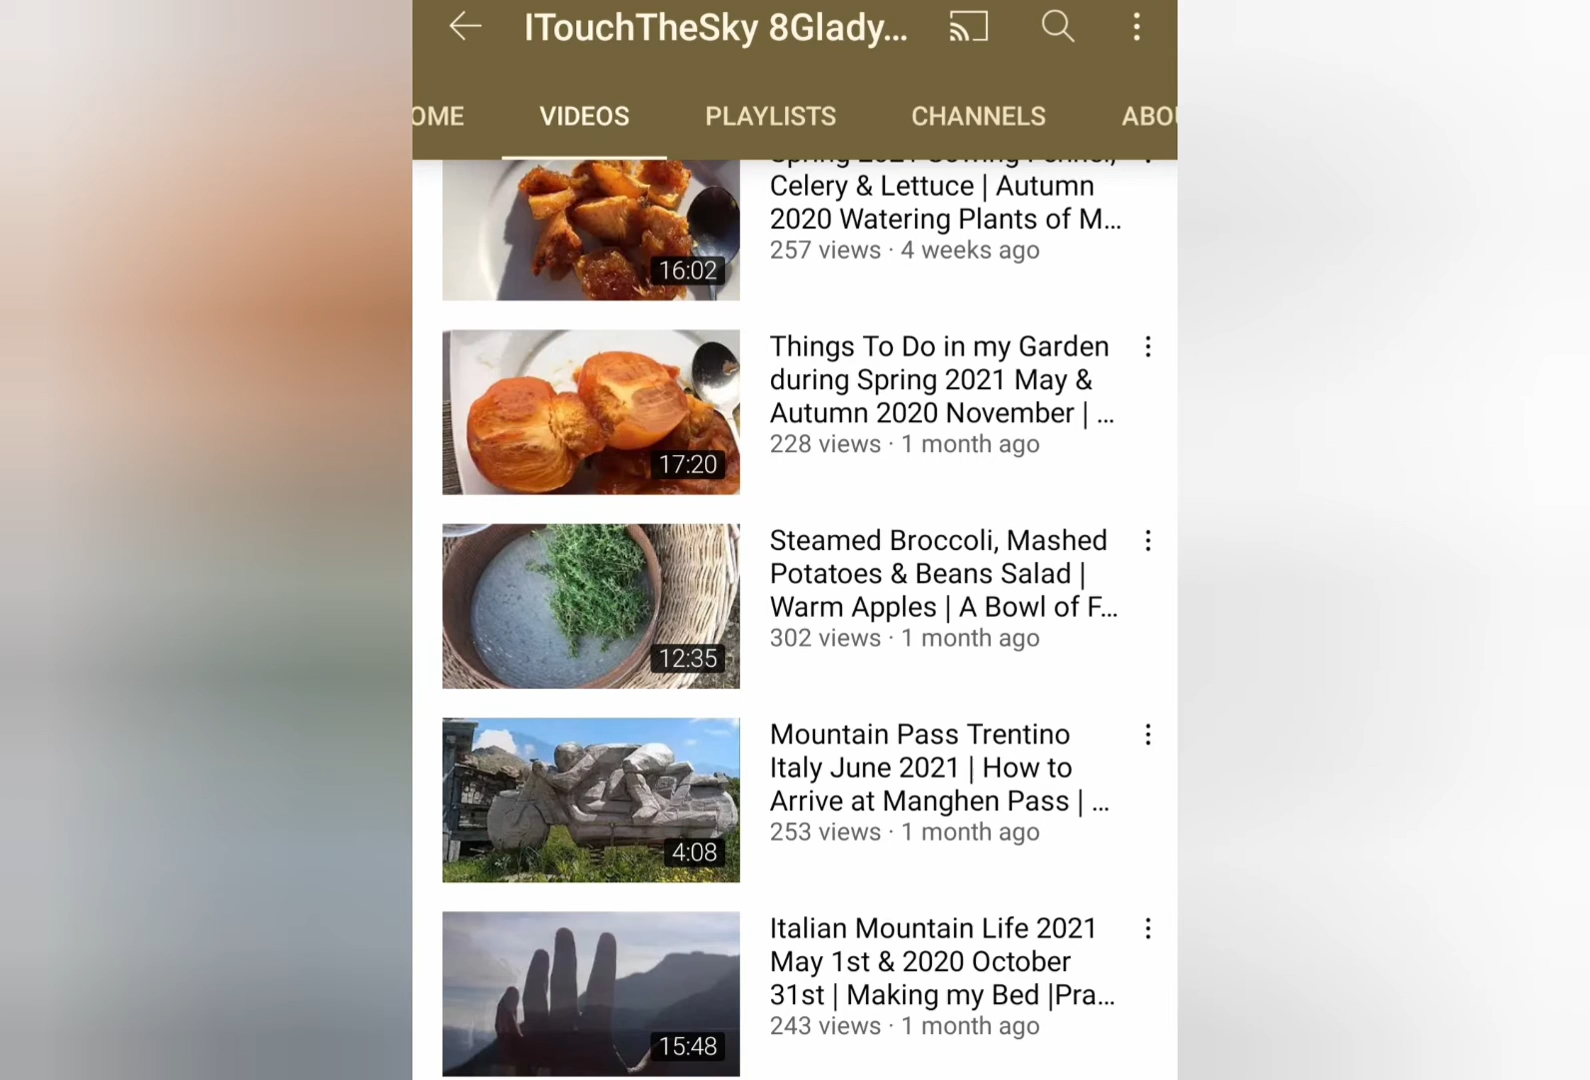 ITouchTheSky 8Glady...
OME VIDEOS PLAYLISTS CHANNELS ABOU
Spring 2021 Sowing Fennel,
Celery & Lettuce | Autumn
2020 Watering Plants of M...
257 views · 4 weeks ago
16:02
Things To Do in my Garden
during Spring 2021 May &
Autumn 2020 November | ...
228 views · 1 month ago
17:20
Steamed Broccoli, Mashed
Potatoes & Beans Salad |
Warm Apples | A Bowl of F...
302 views · 1 month ago
12:35
Mountain Pass Trentino
Italy June 2021 | How to
Arrive at Manghen Pass | ...
253 views · 1 month ago
4:08
Italian Mountain Life 2021
May 1st & 2020 October
31st | Making my Bed |Pra...
243 views · 1 month ago
15:48